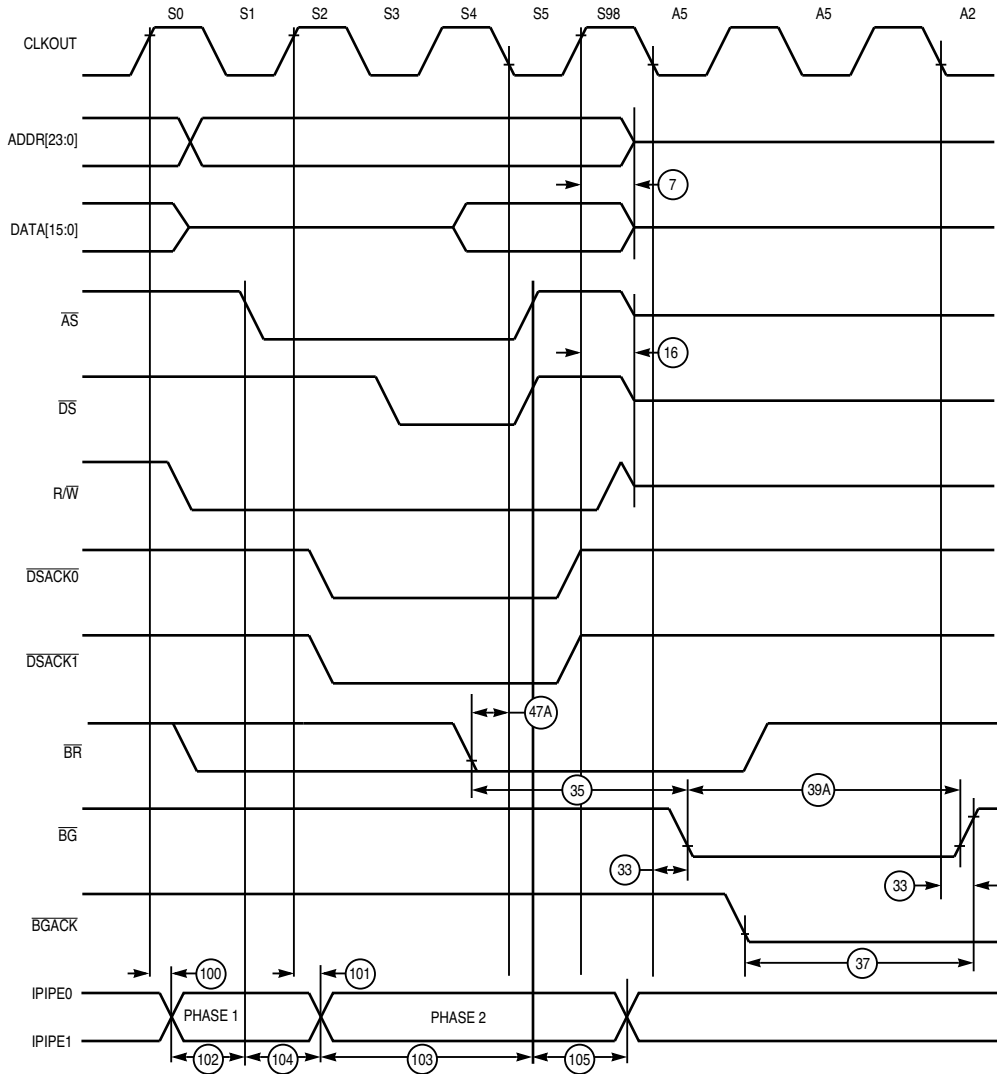 S0 S1 S2 S3 S4 S5 S98 A5 A5 A2
CLKOUT
ADDR[23:0]
7
DATA[15:0]
AS
16
DS
R/W
DSACK0
DSACK1
47A
BR
35 39A
BG
33 33
BGACK
37
100 101
IPIPE0
PHASE 1 PHASE 2
IPIPE1
102 104 103 105